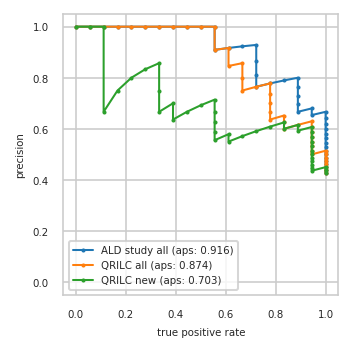 1.0
0.8
0.6
0.4
0.2
0.0
precision
ALD study all (aps: 0.916)
QRILC all (aps: 0.874)
QRILC new (aps: 0.703)
0.0 0.2 0.4 0.6 0.8 1.0
true positive rate